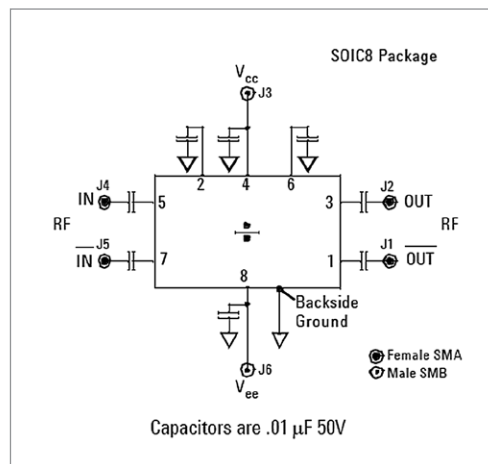 SOIC8 Package
Vcc
J3
2 4 6
J4
IN
5
3
J2
OUT
RF
RF
J5
IN
7
1
J1
OUT
8
Backside
Ground
J6
Vee
Female SMA
Male SMB
Capacitors are .01 µF 50V